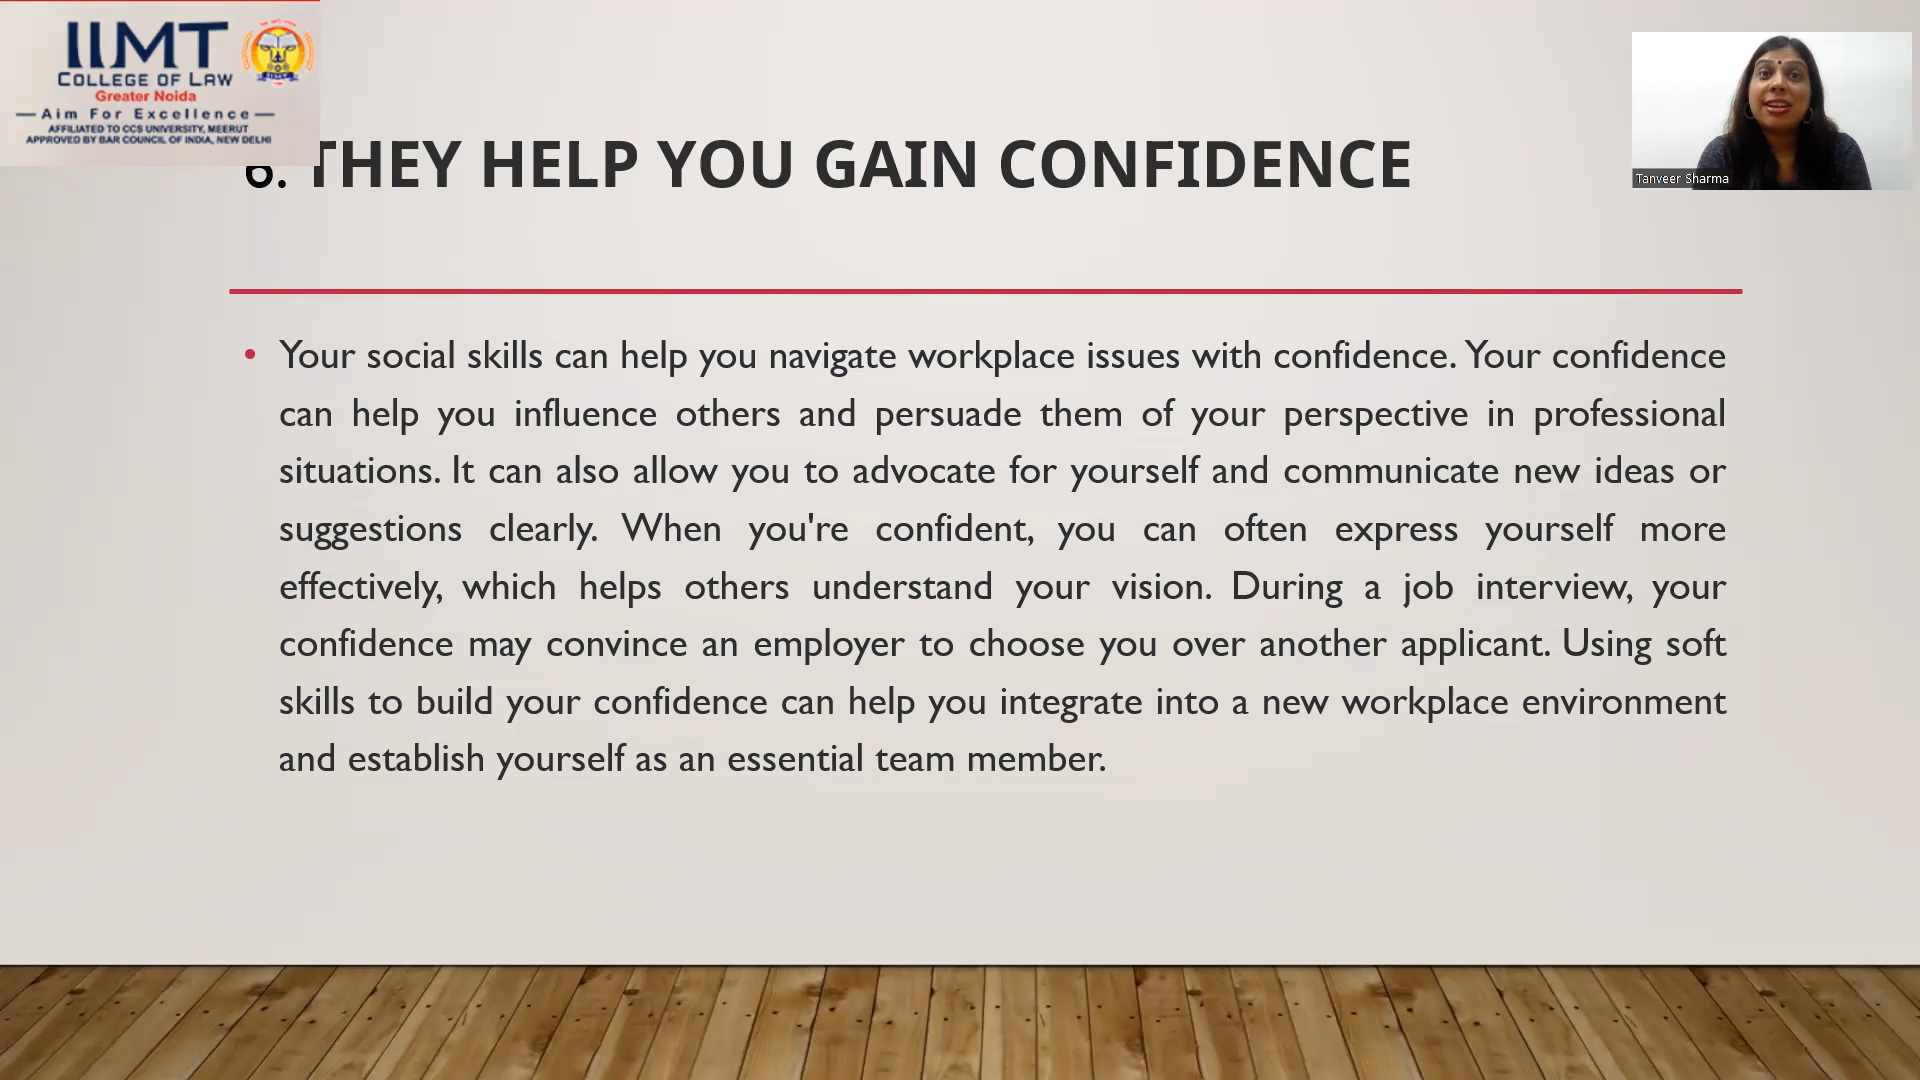 IIMT
COLLEGE OF LAW
Greater Noida
Aim For Excellence
AFFILIATED TO CCS UNIVERSITY, MEERUT
APPROVED BY BAR COUNCIL OF INDIA, NEW DELHI
Tanveer Sharma
6. THEY HELP YOU GAIN CONFIDENCE
• Your social skills can help you navigate workplace issues with confidence. Your confidence
can help you influence others and persuade them of your perspective in professional
situations. It can also allow you to advocate for yourself and communicate new ideas or
suggestions clearly. When you're confident, you can often express yourself more
effectively, which helps others understand your vision. During a job interview, your
confidence may convince an employer to choose you over another applicant. Using soft
skills to build your confidence can help you integrate into a new workplace environment
and establish yourself as an essential team member.